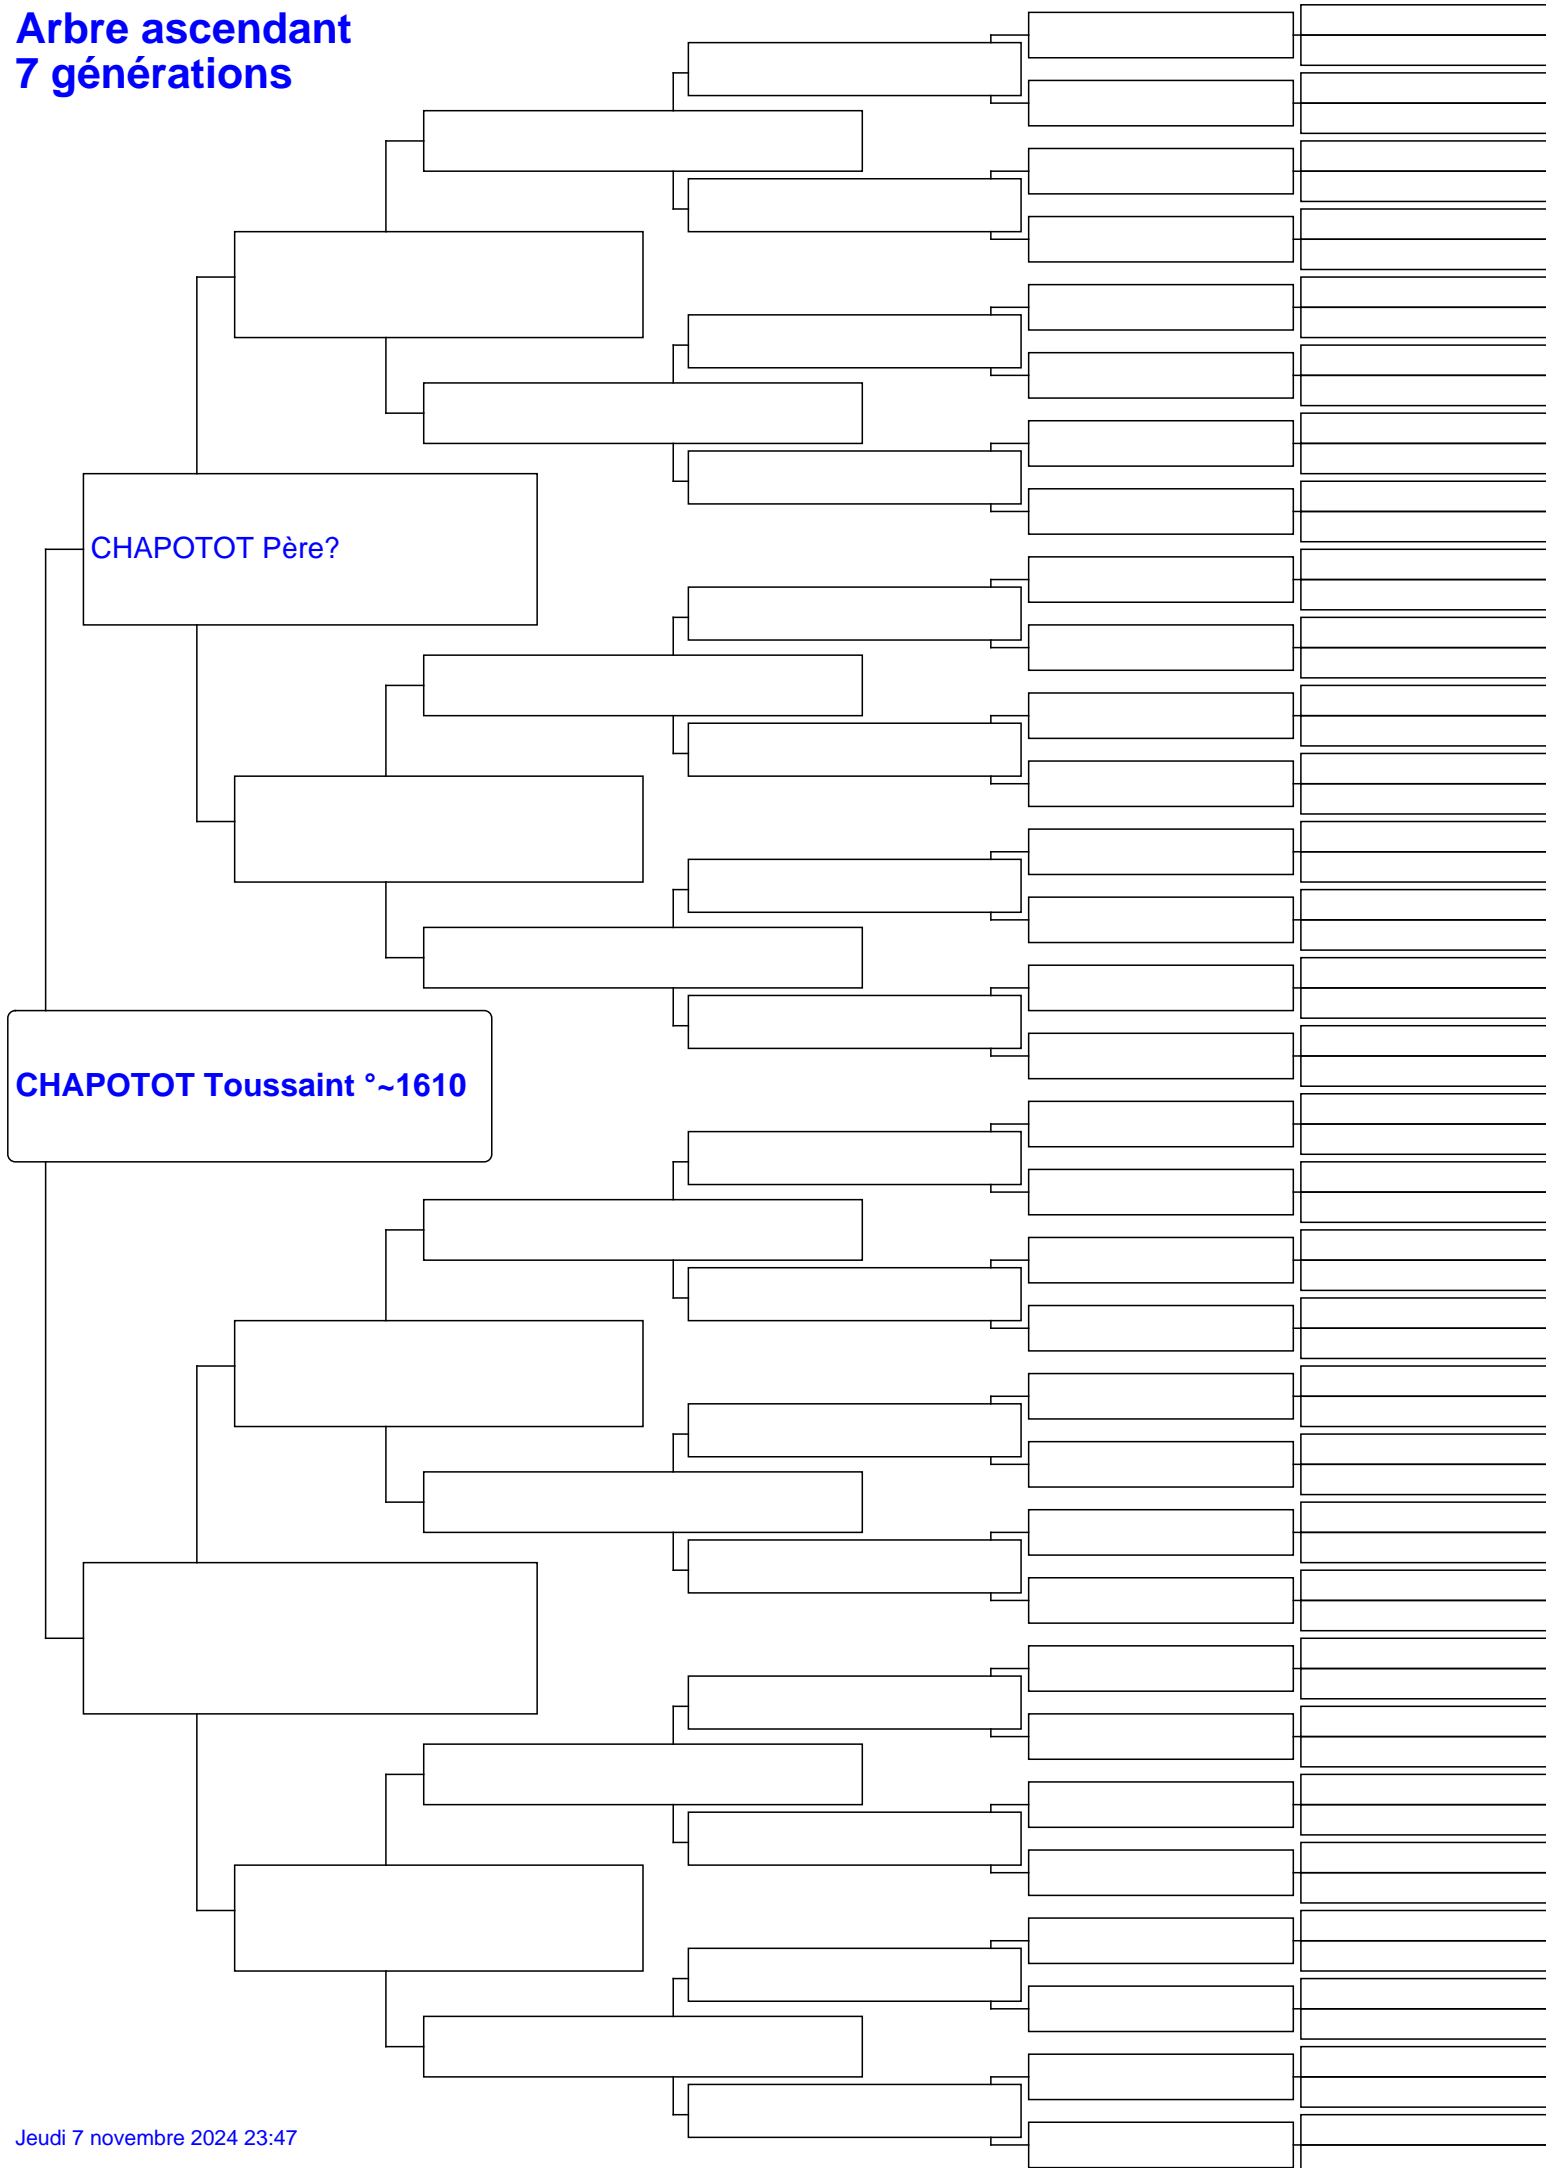 Arbre ascendant
7 générations
CHAPOTOT Père?
CHAPOTOT Toussaint °~1610
Jeudi 7 novembre 2024 23:47